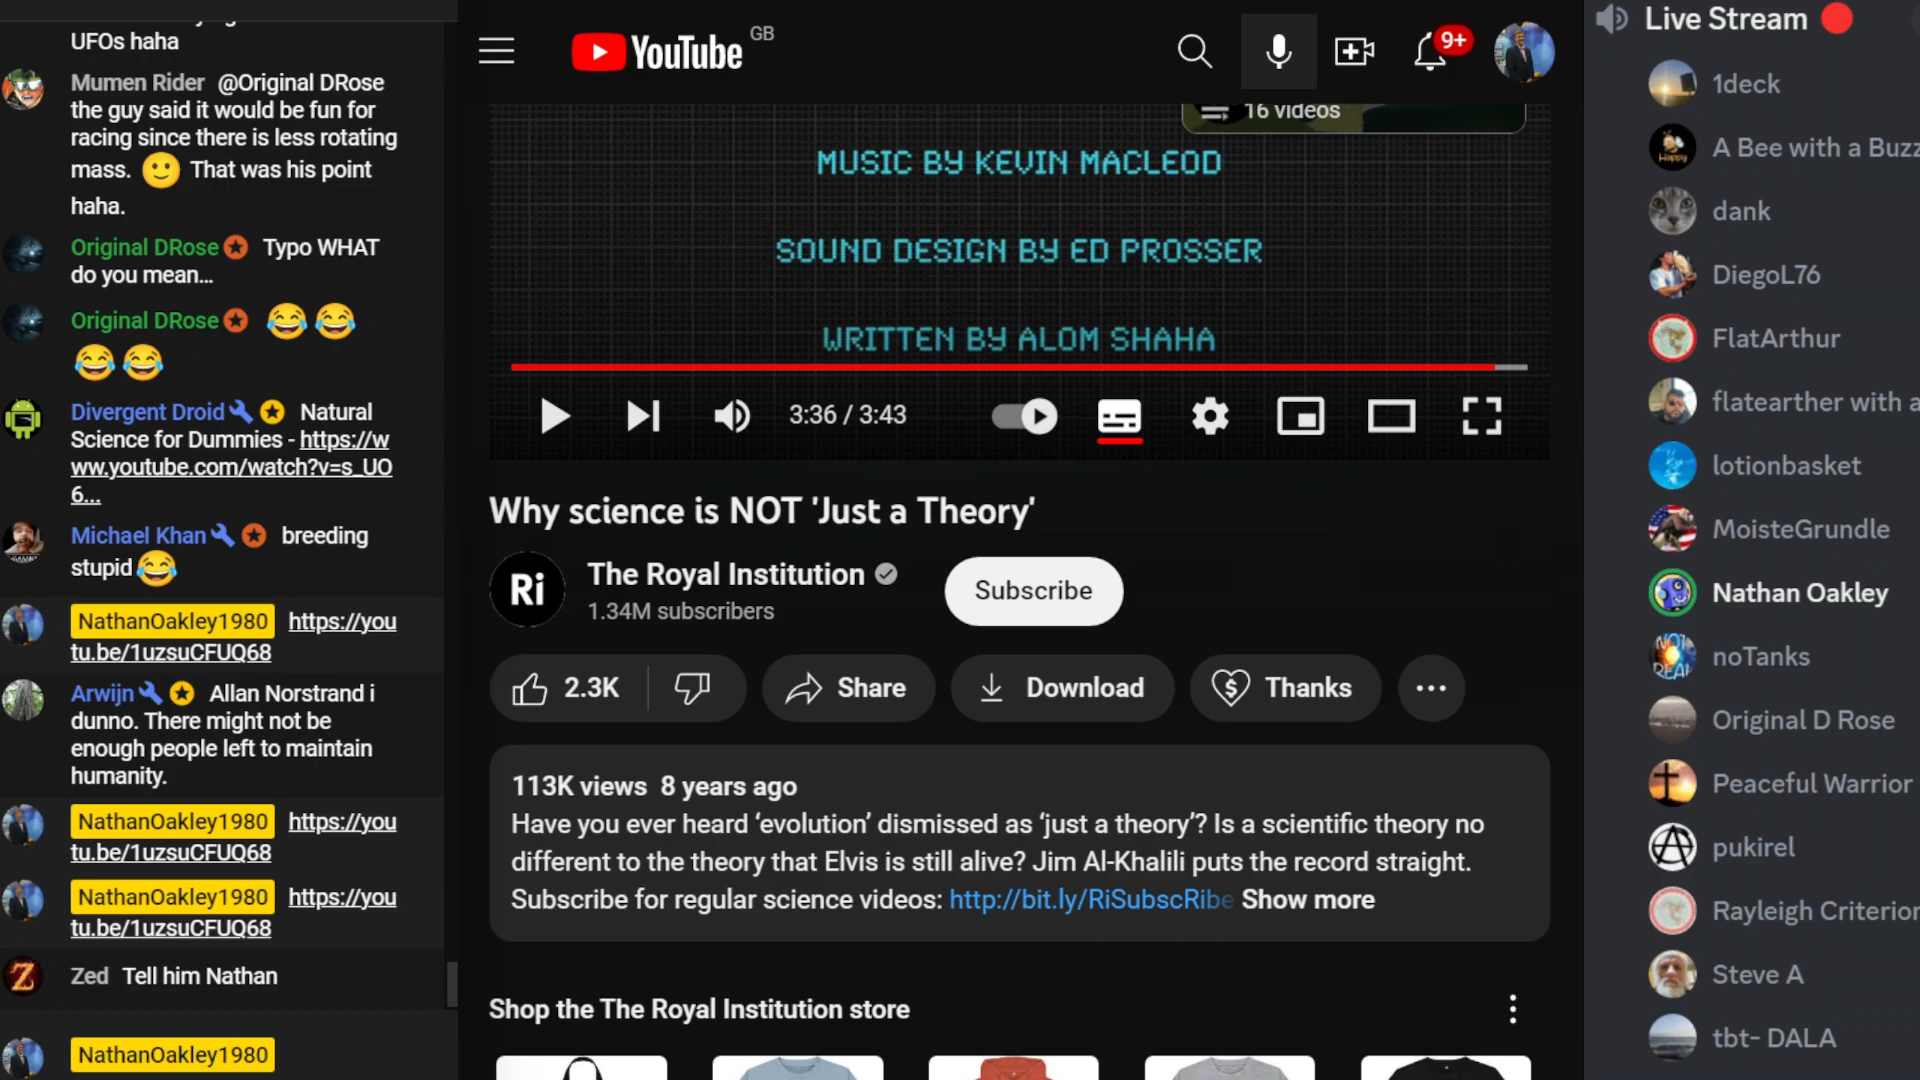 UFOs haha
Mumen Rider @Original DRose
the guy said it would be fun for
racing since there is less rotating
mass. 🙂 That was his point
haha.
Original DRose Typo WHAT
do you mean...
Original DRose 😂😂
😂😂
Divergent Droid Natural
Science for Dummies - https://w
ww.youtube.com/watch?v=s_UO
6...
Michael Khan breeding
stupid😂
NathanOakley1980 https://you
tu.be/1uzsuCFUQ68
Arwijn Allan Norstrand i
dunno. There might not be
enough people left to maintain
humanity.
NathanOakley1980 https://you
tu.be/1uzsuCFUQ68
NathanOakley1980 https://you
tu.be/1uzsuCFUQ68
Zed Tell him Nathan
NathanOakley1980
YouTube GB
9+
16 videos
MUSIC BY KEVIN MACLEOD
SOUND DESIGN BY ED PROSSER
WRITTEN BY ALOM SHAHA
3:36 / 3:43
Why science is NOT 'Just a Theory'
Ri
The Royal Institution
1.34M subscribers
Subscribe
2.3K
Share
Download
Thanks
113K views 8 years ago
Have you ever heard ‘evolution’ dismissed as ‘just a theory’? Is a scientific theory no
different to the theory that Elvis is still alive? Jim Al-Khalili puts the record straight.
Subscribe for regular science videos: http://bit.ly/RiSubscRibe Show more
Shop the The Royal Institution store
Live Stream
1deck
Happy
A Bee with a Buzz
dank
DiegoL76
FlatArthur
flatearther with a
lotionbasket
MoisteGrundle
Nathan Oakley
noTanks
Original D Rose
Peaceful Warrior
pukirel
Rayleigh Criterion
Steve A
tbt- DALA